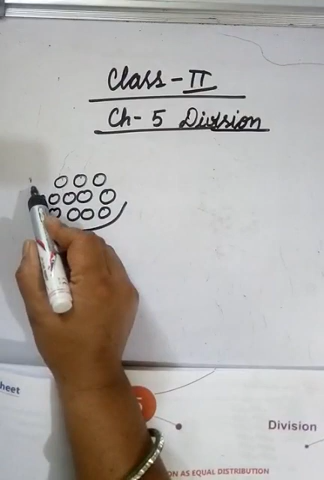 Class - II
Ch - 5 Division
heet
Division
ON AS EQUAL DISTRIBUTION